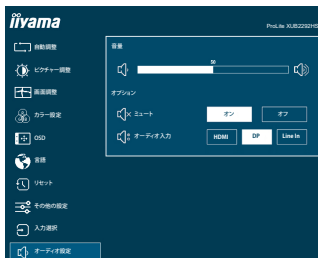 iiyama
ProLite XUB2292HS
自動調整
ピクチャー調整
画面調整
カラー設定
OSD
言語
リセット
その他の設定
入力選択
オーディオ設定
音量
50
オプション
ミュート
オン
オフ
オーディオ入力
HDMI
DP
Line In